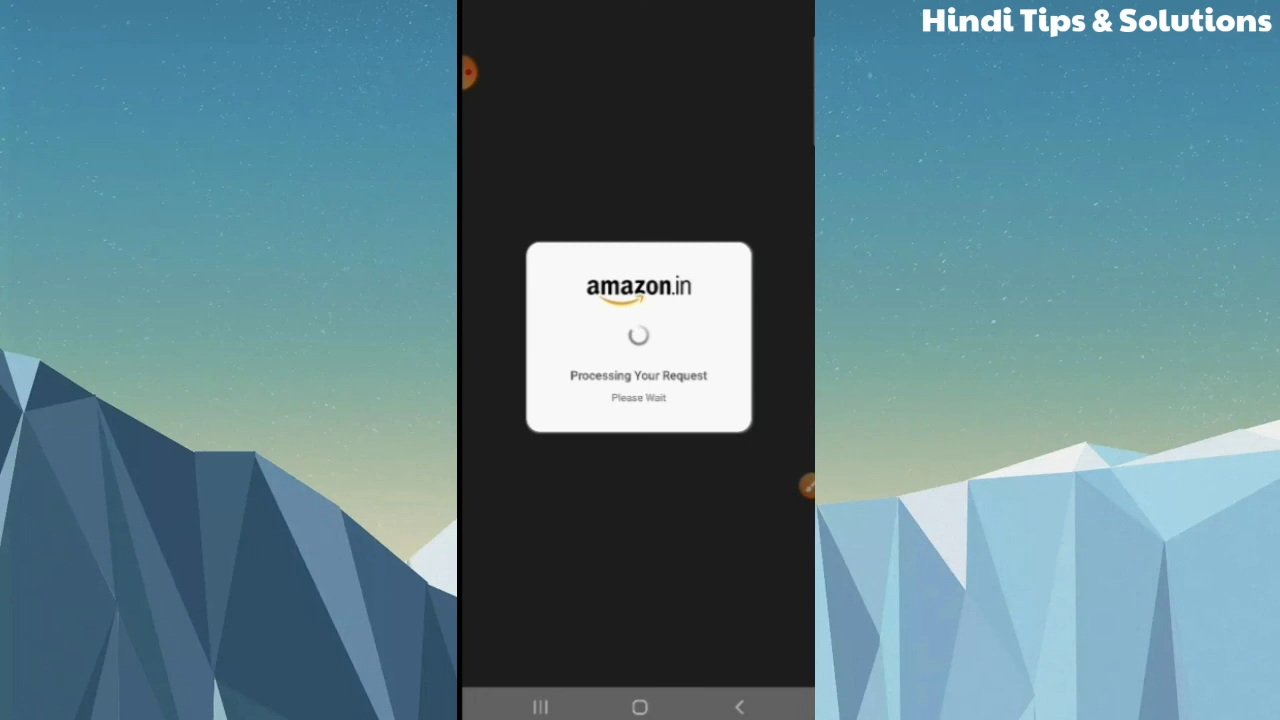 Hindi Tips & Solutions
amazon.in
Processing Your Request
Please Wait